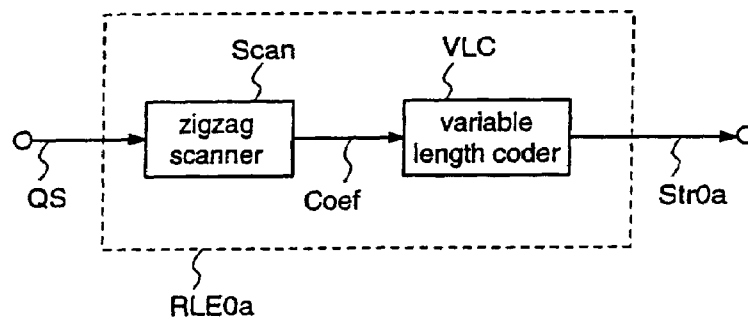 Scan
VLC
zigzag
scanner
variable
length coder
QS
Coef
Str0a
RLE0a